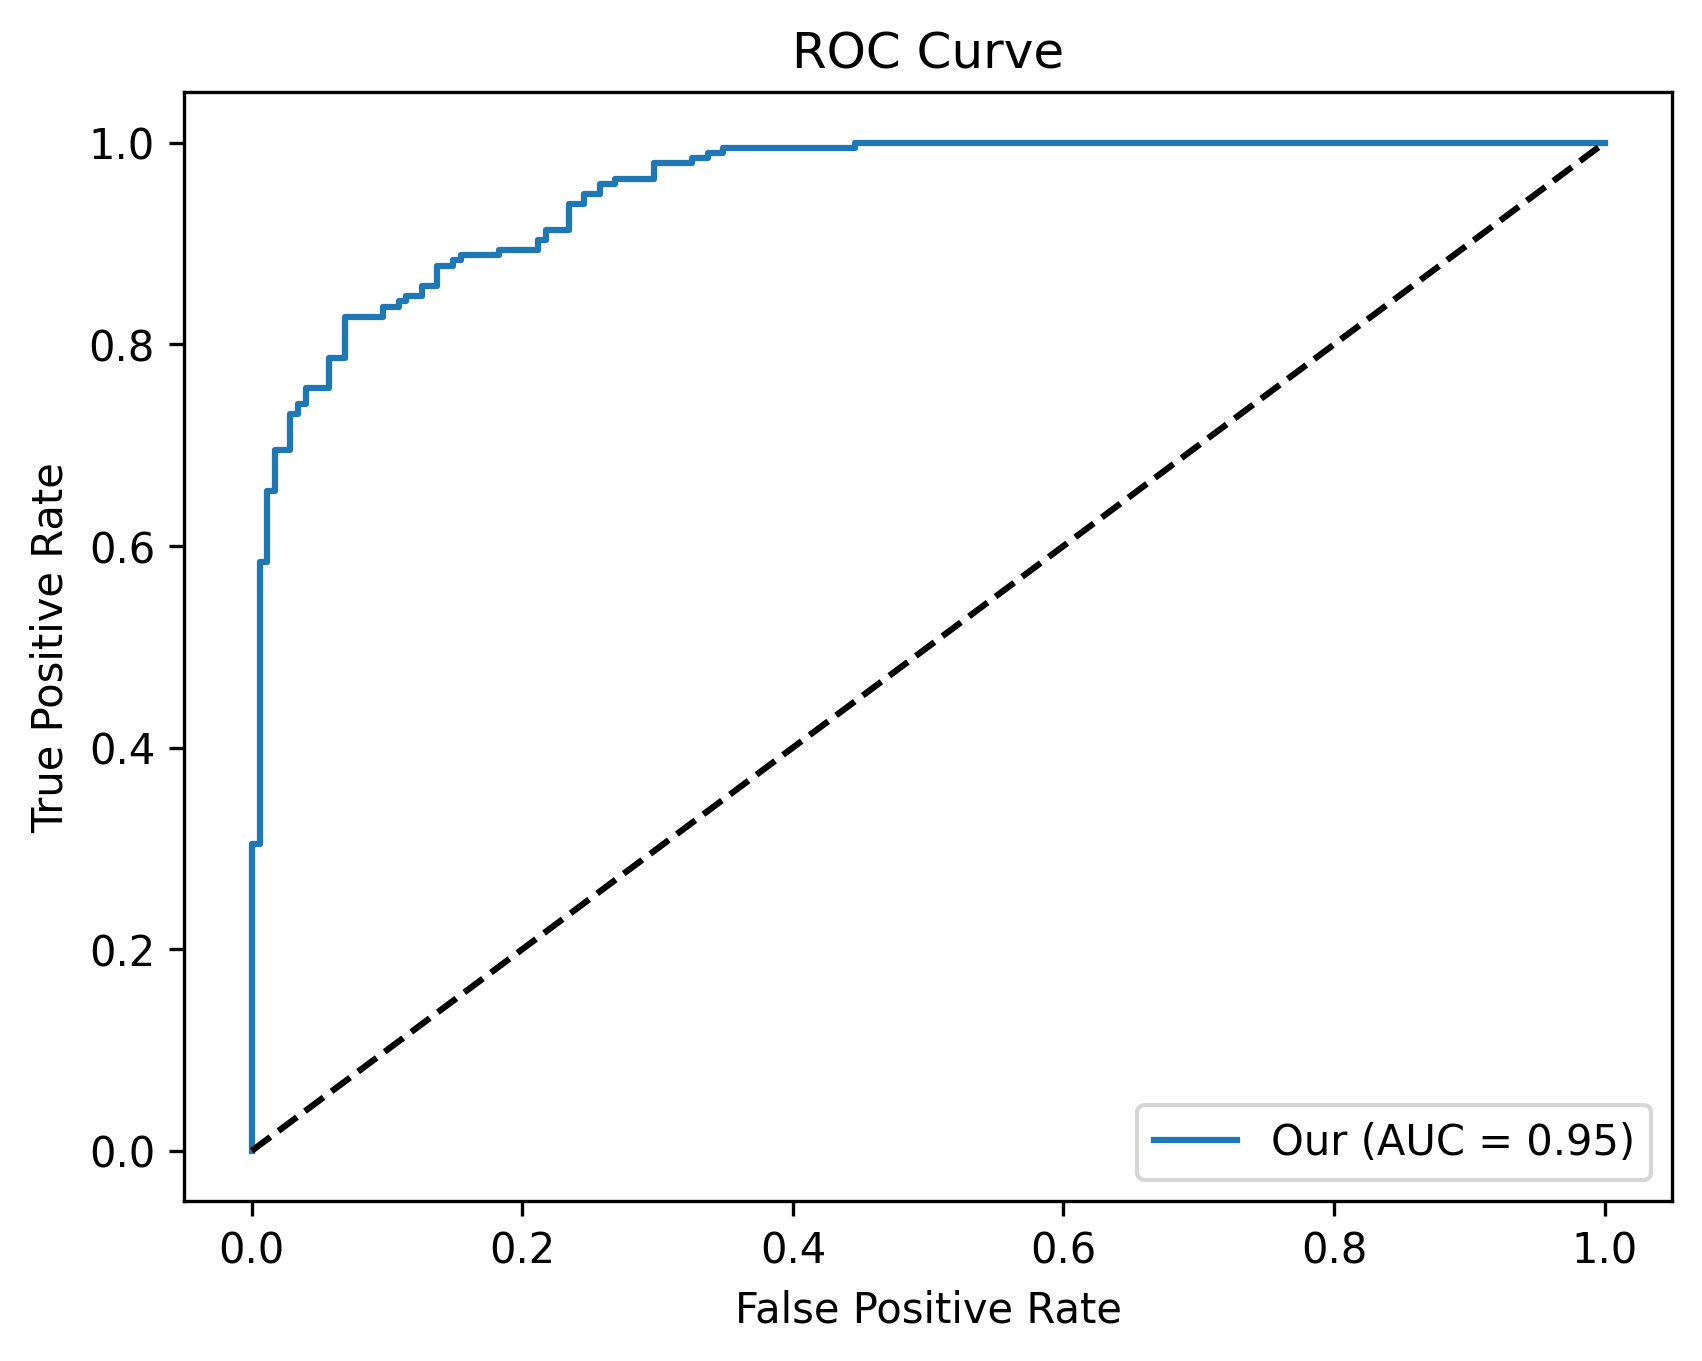 ROC Curve
1.0
0.8
0.6
0.4
0.2
0.0
True Positive Rate
Our (AUC = 0.95)
0.0 0.2 0.4 0.6 0.8 1.0
False Positive Rate